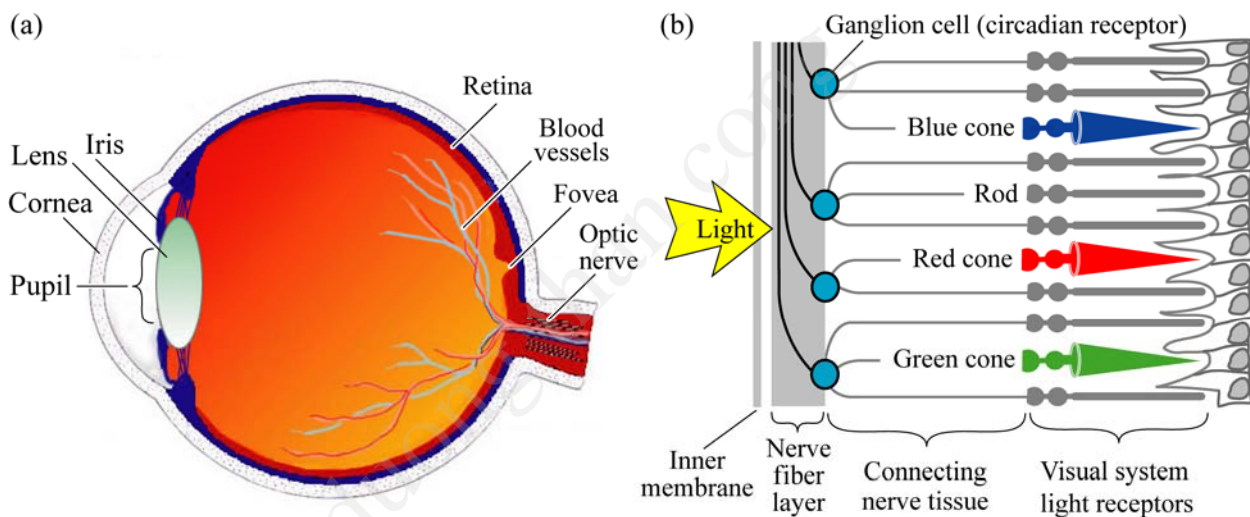 (a)
Retina
Blood
vessels
Iris
Lens
Fovea
Cornea
Optic
nerve
Pupil
(b)
Ganglion cell (circadian receptor)
Blue cone
Rod
Light
Red cone
Green cone
Inner
membrane
Nerve
fiber
layer
Connecting
nerve tissue
Visual system
light receptors